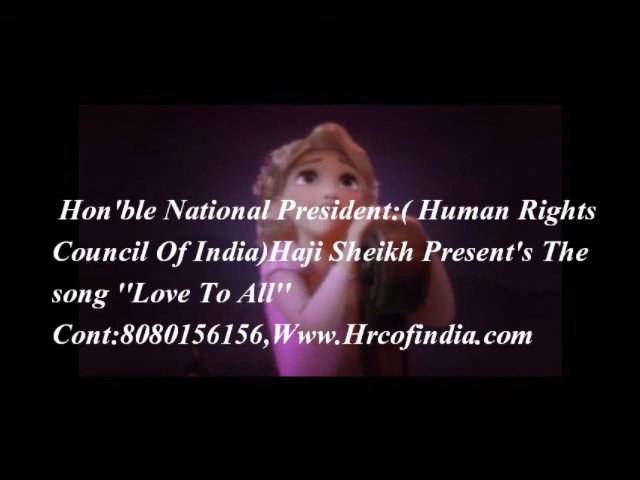 Hon'ble National President:( Human Rights
Council Of India)Haji Sheikh Present's The
song "Love To All"
Cont:8080156156,Www.Hrcofindia.com